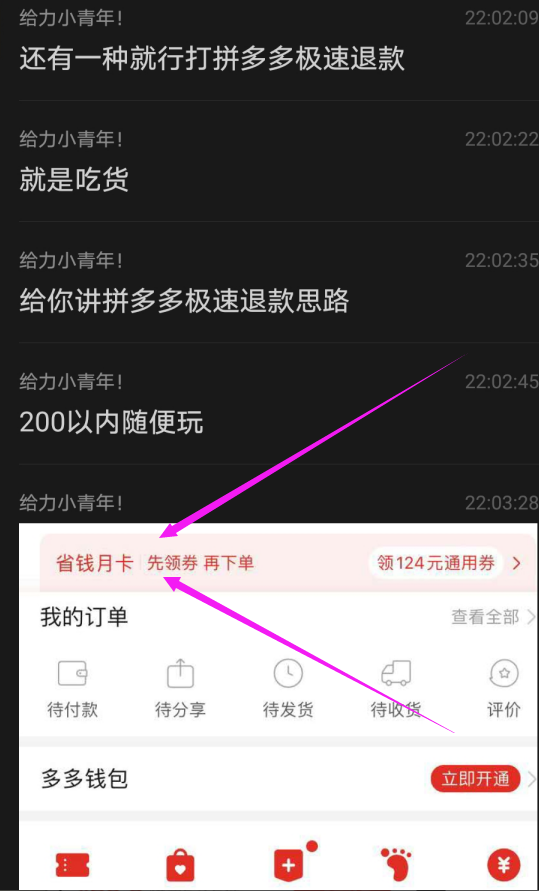 给力小青年!
22:02:09
还有一种就行打拼多多极速退款
给力小青年!
22:02:22
就是吃货
给力小青年!
22:02:35
给你讲拼多多极速退款思路
给力小青年!
22:02:45
200以内随便玩
给力小青年!
22:03:28
省钱月卡 先领券 再下单 领124元通用券
我的订单 查看全部
待付款 待分享 待发货 待收货 评价
多多钱包 立即开通